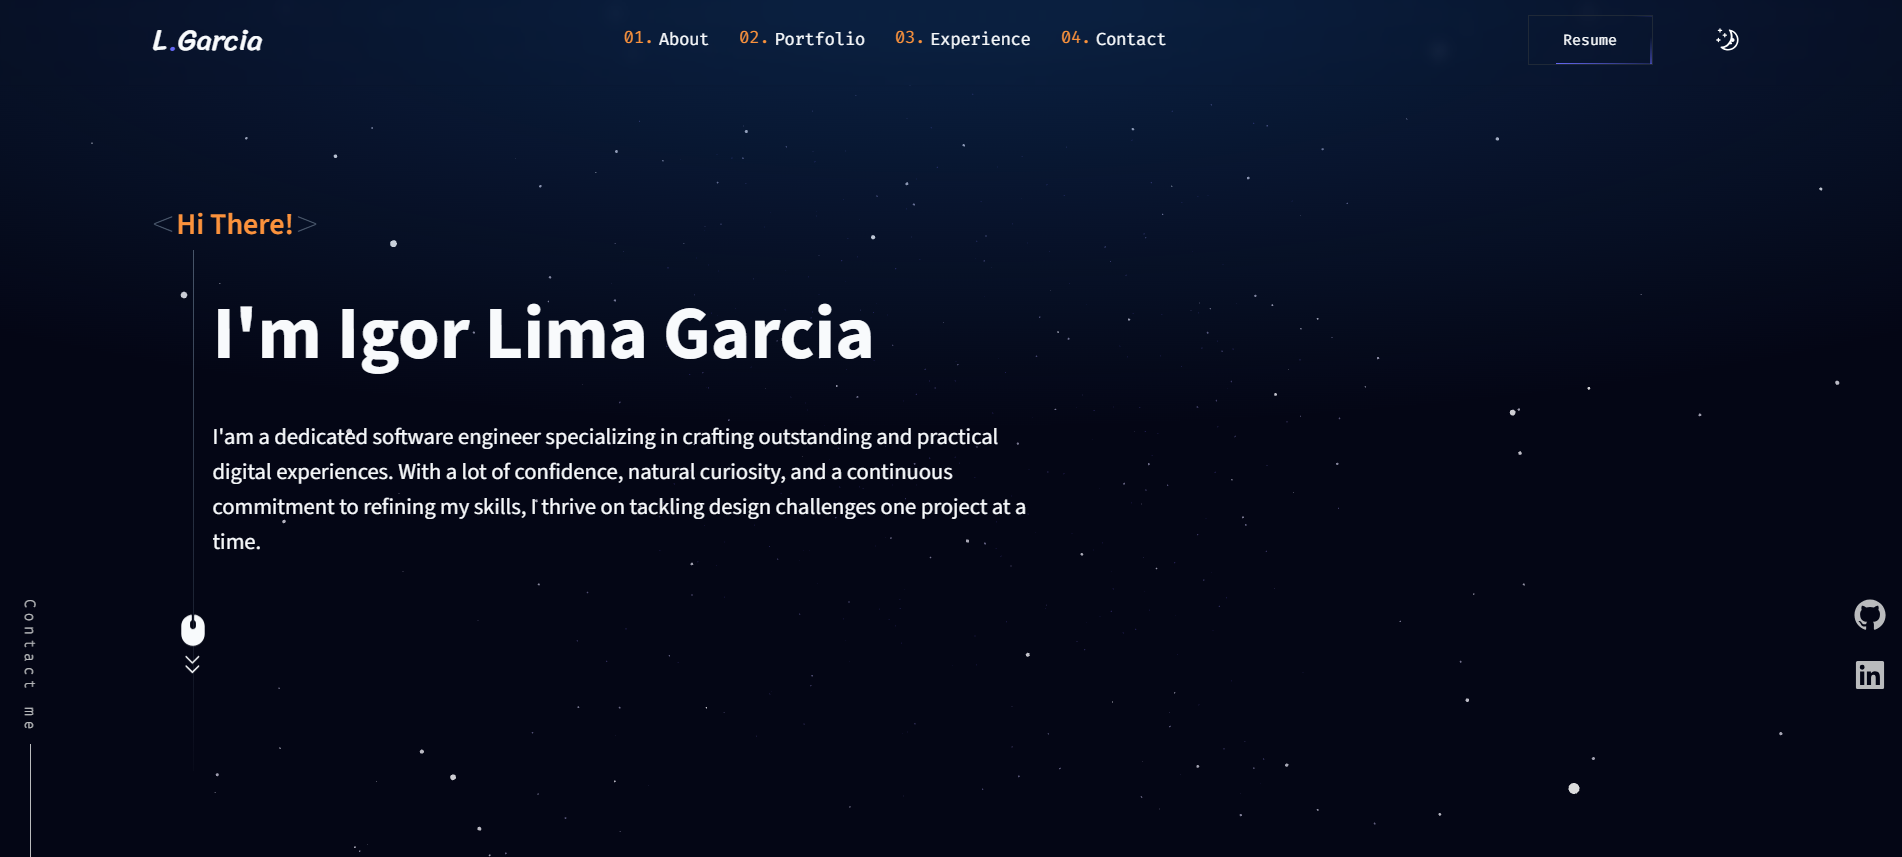 L.Garcia
01. About 02. Portfolio 03. Experience 04. Contact
Resume
<Hi There!>
I'm Igor Lima Garcia
I'am a dedicated software engineer specializing in crafting outstanding and practical
digital experiences. With a lot of confidence, natural curiosity, and a continuous
commitment to refining my skills, I thrive on tackling design challenges one project at a
time.
Contact me
in